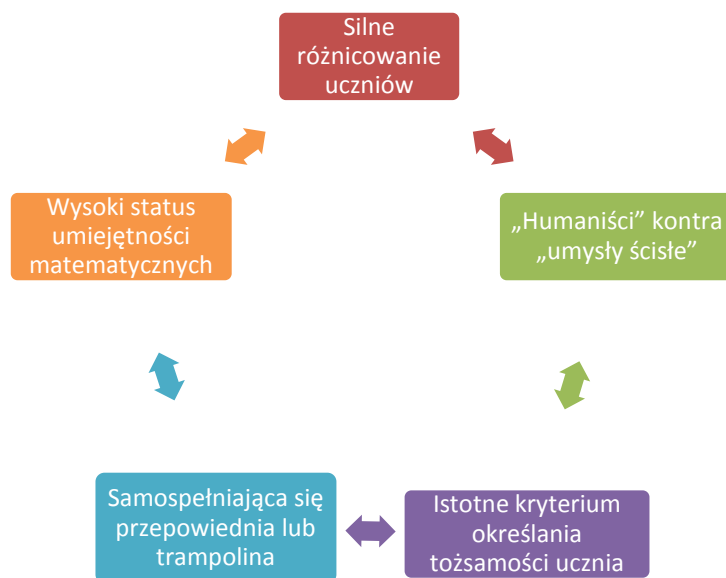 Silne
różnicowanie
uczniów
Wysoki status
umiejętności
matematycznych
„Humaniści” kontra
„umysły ścisłe”
Samospełniająca się
przepowiednia lub
trampolina
Istotne kryterium
określania
tożsamości ucznia